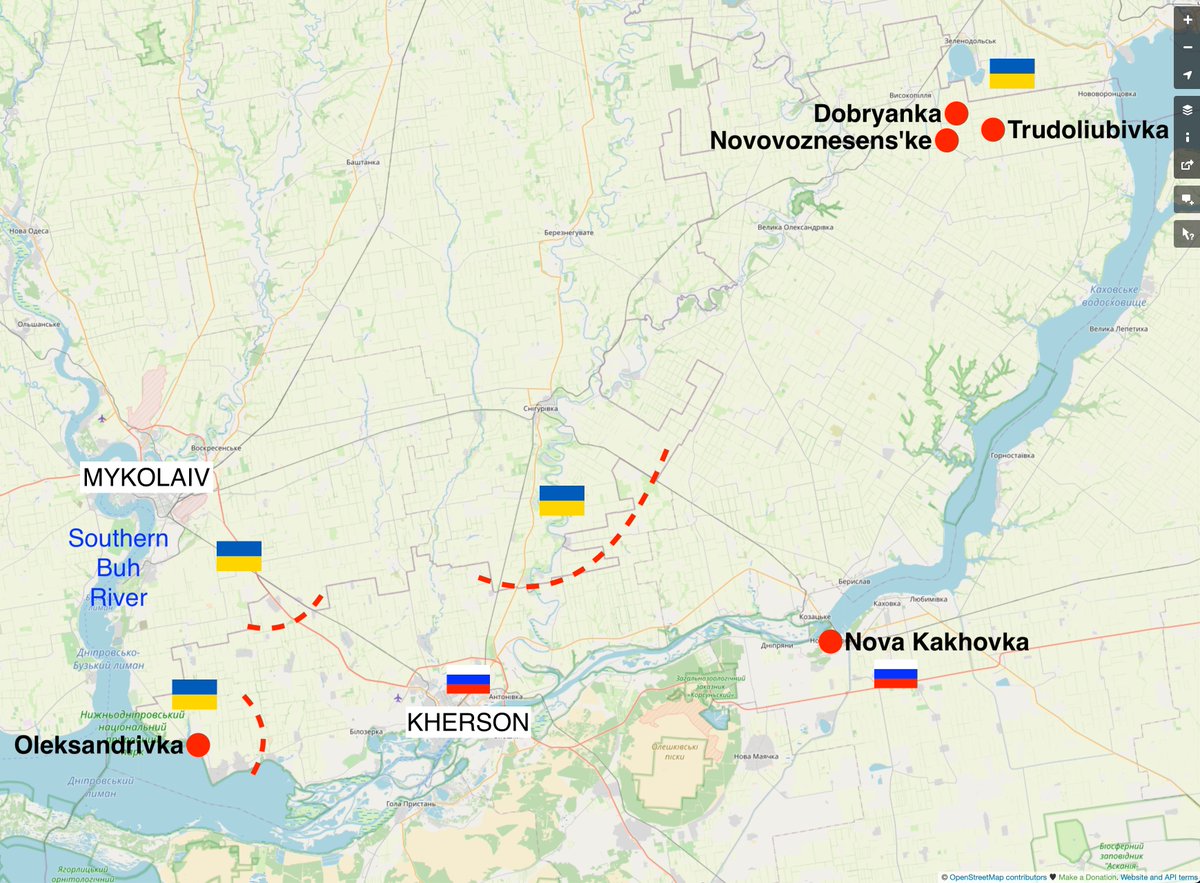 Зеленодольськ
Високопілля
Нововоронцовка
Dobryanka
Trudoliubivka
Novovoznesens'ke
Баштанка
Нова Одеса
Березнегувате
Велика Олександрівка
Каховське
водосховище
Ольшанське
Велика Лепетиха
Снігурівка
Воскресенське
Горностаївка
MYKOLAIV
Southern
Buh
River
Берислав
Каховка
Любимівка
Козацьке
Дніпряни
Nova Kakhovka
Дніпровсько-
Бузький лиман
Загальнозоологічний
заказник
"Корсунський"
Антонівка
KHERSON
Нижньодніпровський
національний
Білозерка
Oleksandrivka
Олешківські
піски
Нова Маячка
Дніпровський
лиман
Гола Пристань
Біосферний
заповідник
"Асканія-
Ягорлицький
орнітологічний
© OpenStreetMap contributors ♥ Make a Donation. Website and API terms